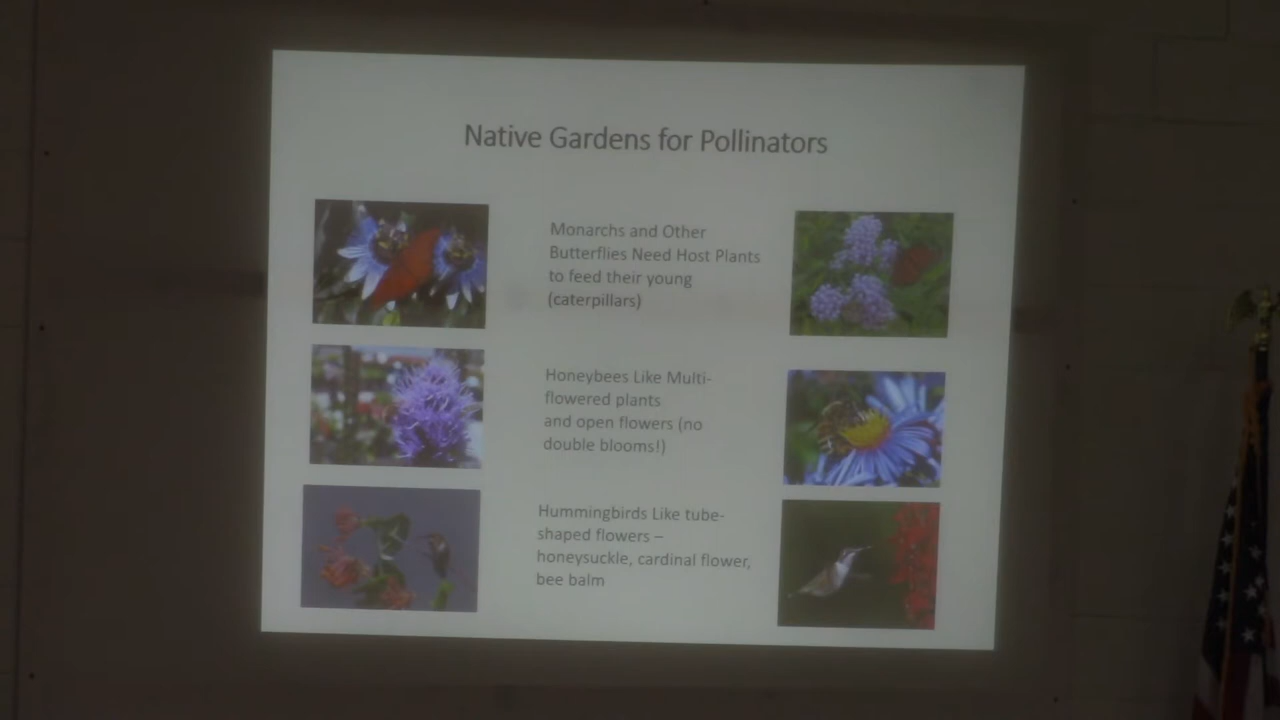 Native Gardens for Pollinators
Monarchs and Other
Butterflies Need Host Plants
to feed their young
(caterpillars)
Honeybees Like Multi-
flowered plants
and open flowers (no
double blooms!)
Hummingbirds Like tube-
shaped flowers –
honeysuckle, cardinal flower,
bee balm